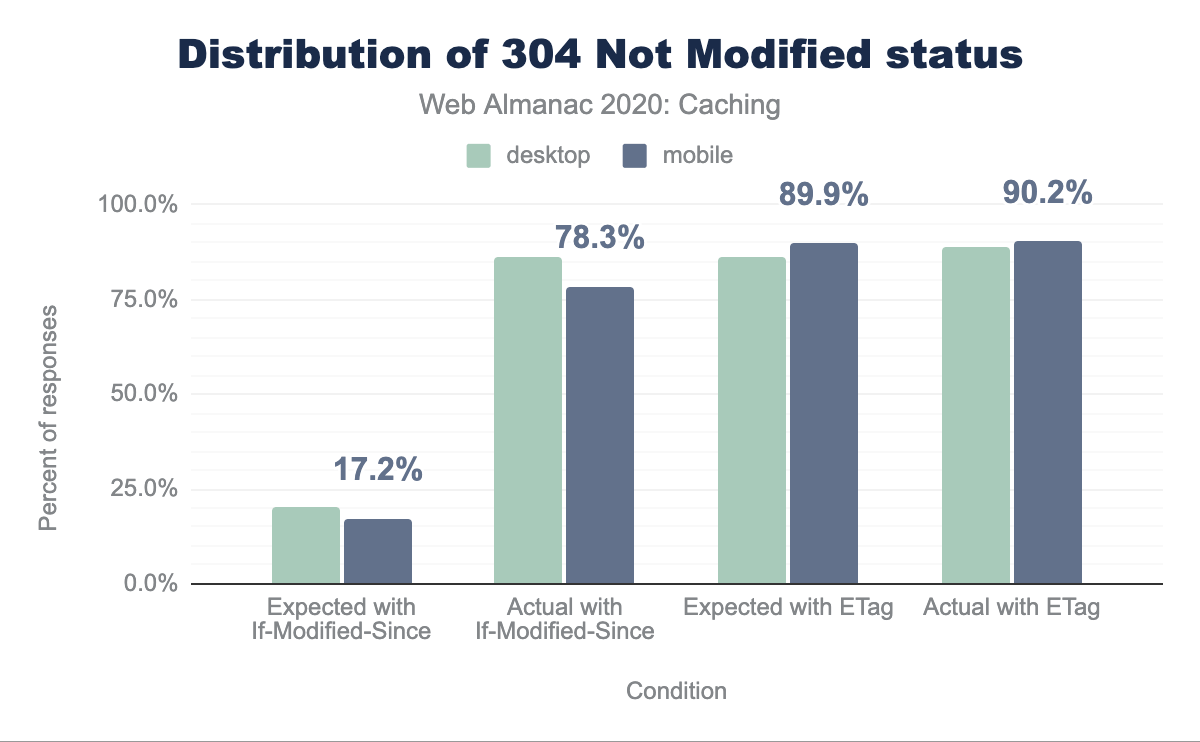 Distribution of 304 Not Modified status
Web Almanac 2020: Caching
desktop
mobile
Percent of responses
100.0%
75.0%
50.0%
25.0%
0.0%
17.2%
78.3%
89.9%
90.2%
Expected with
If-Modified-Since
Actual with
If-Modified-Since
Expected with ETag
Actual with ETag
Condition